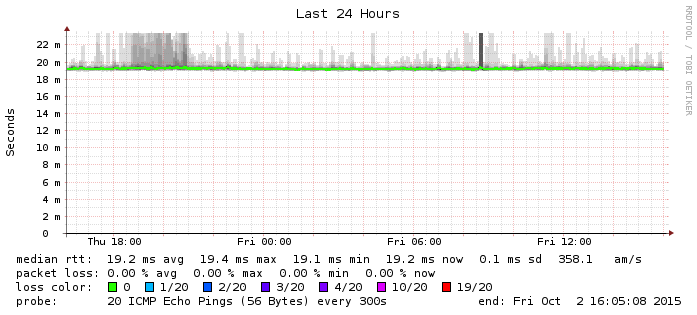 Last 24 Hours
RRDTOOL / TOBI OETIKER
Seconds
22 m
20 m
18 m
16 m
14 m
12 m
10 m
8 m
6 m
4 m
2 m
0
Thu 18:00 Fri 00:00 Fri 06:00 Fri 12:00
median rtt: 19.2 ms avg 19.4 ms max 19.1 ms min 19.2 ms now 0.1 ms sd 358.1 am/s
packet loss: 0.00 % avg 0.00 % max 0.00 % min 0.00 % now
loss color: 0 1/20 2/20 3/20 4/20 10/20 19/20
probe: 20 ICMP Echo Pings (56 Bytes) every 300s end: Fri Oct 2 16:05:08 2015